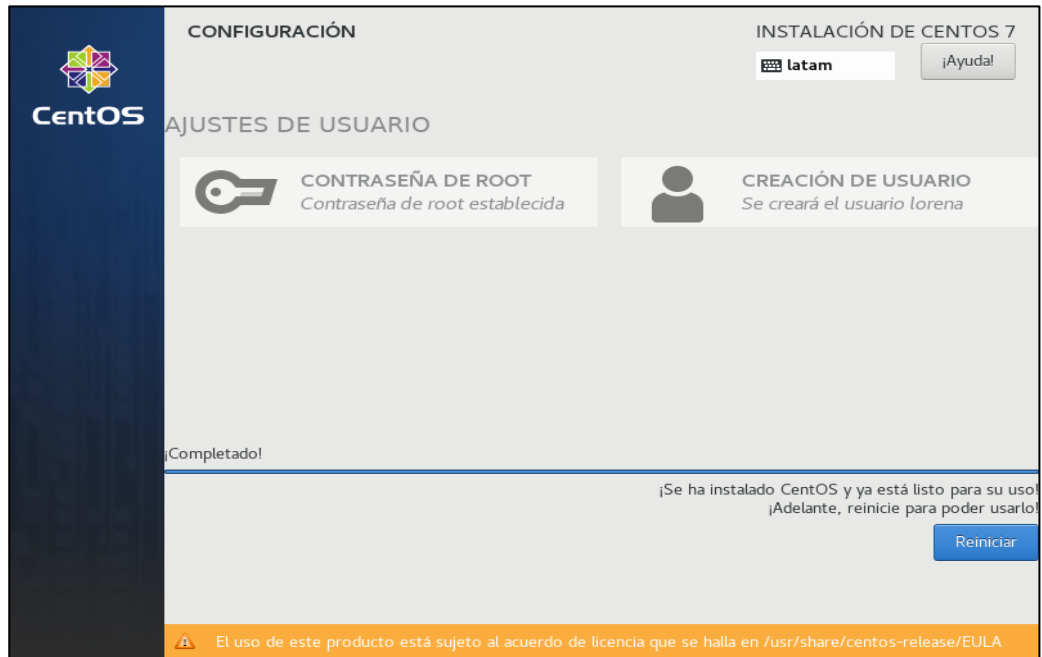 CONFIGURACIÓN
INSTALACIÓN DE CENTOS 7
latam
¡Ayuda!
CentOS
AJUSTES DE USUARIO
CONTRASEÑA DE ROOT
Contraseña de root establecida
CREACIÓN DE USUARIO
Se creará el usuario lorena
¡Completado!
¡Se ha instalado CentOS y ya está listo para su uso!
¡Adelante, reinicie para poder usarlo!
Reiniciar
El uso de este producto está sujeto al acuerdo de licencia que se halla en /usr/share/centos-release/EULA